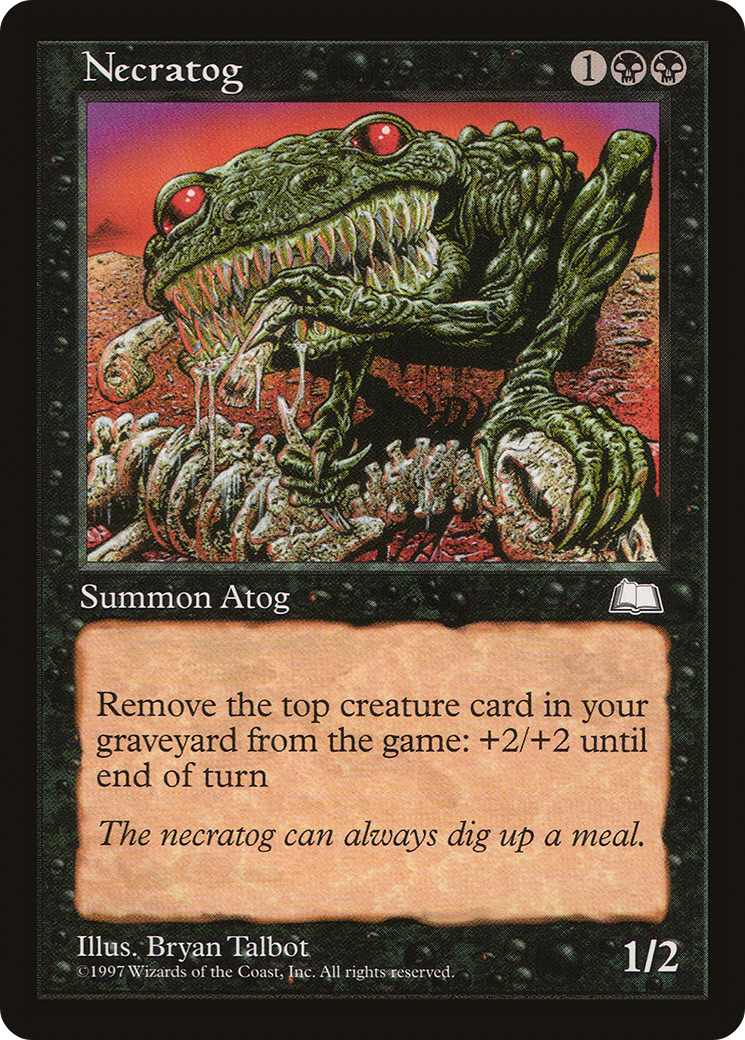 Necratog 1
Summon Atog
Remove the top creature card in your
graveyard from the game: +2/+2 until
end of turn
The necratog can always dig up a meal.
Illus. Bryan Talbot
©1997 Wizards of the Coast, Inc. All rights reserved.
1/2